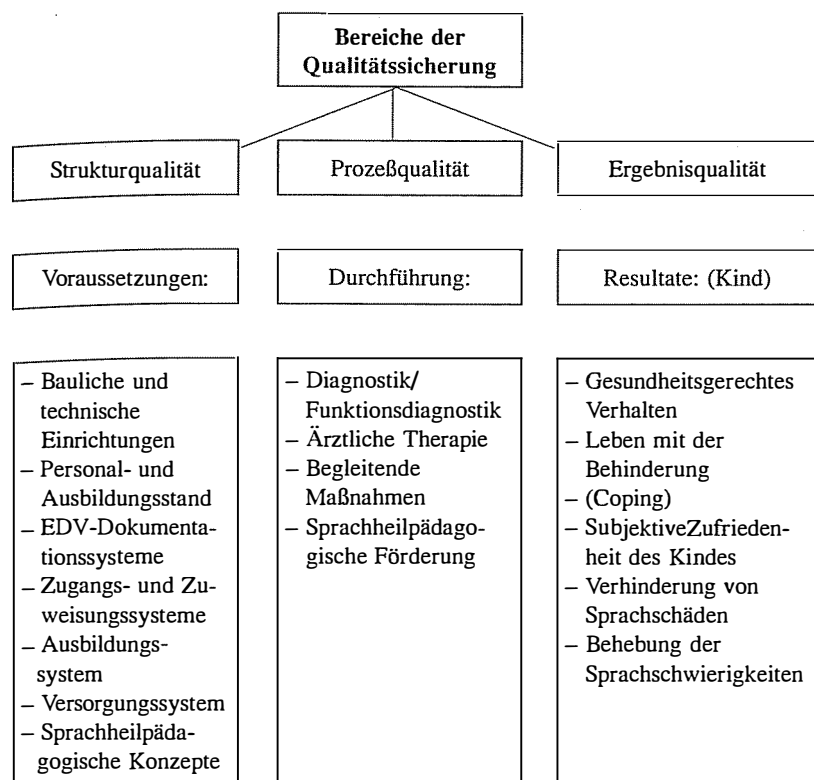 Bereiche der
Qualitätssicherung
Strukturqualität
Prozeßqualität
Ergebnisqualität
Voraussetzungen:
Durchführung:
Resultate: (Kind)
– Bauliche und
technische
Einrichtungen
– Personal- und
Ausbildungsstand
– EDV-Dokumenta-
tionssysteme
– Zugangs- und Zu-
weisungssysteme
– Ausbildungs-
system
– Versorgungssystem
– Sprachheilpäda-
gogische Konzepte
– Diagnostik/
Funktionsdiagnostik
– Ärztliche Therapie
– Begleitende
Maßnahmen
– Sprachheilpädago-
gische Förderung
– Gesundheitsgerechtes
Verhalten
– Leben mit der
Behinderung
– (Coping)
– SubjektiveZufrieden-
heit des Kindes
– Verhinderung von
Sprachschäden
– Behebung der
Sprachschwierigkeiten